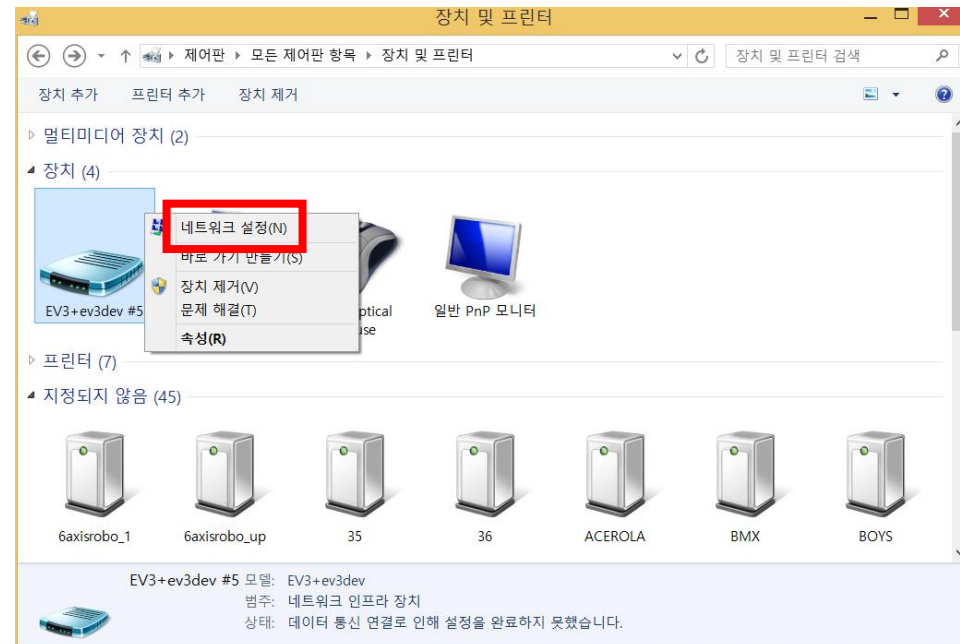 장치 및 프린터
제어판 ▸ 모든 제어판 항목 ▸ 장치 및 프린터
장치 및 프린터 검색
장치 추가 프린터 추가 장치 제거
멀티미디어 장치 (2)
장치 (4)
네트워크 설정(N)
바로 가기 만들기(S)
장치 제거(V)
문제 해결(T)
속성(R)
EV3+ev3dev #5
ptical
use
일반 PnP 모니터
프린터 (7)
지정되지 않음 (45)
6axisrobo_1 6axisrobo_up 35 36 ACEROLA BMX BOYS
EV3+ev3dev #5 모델: EV3+ev3dev
범주: 네트워크 인프라 장치
상태: 데이터 통신 연결로 인해 설정을 완료하지 못했습니다.